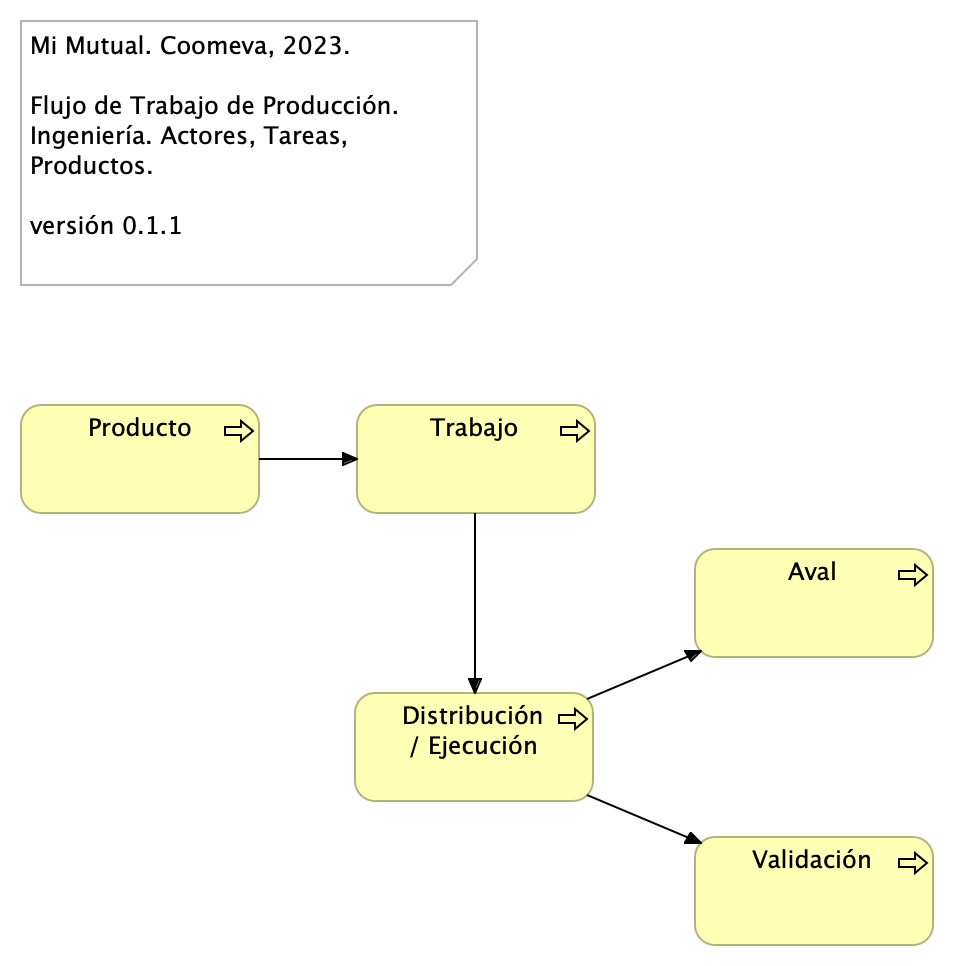 Mi Mutual. Coomeva, 2023.
Flujo de Trabajo de Producción.
Ingeniería. Actores, Tareas,
Productos.
versión 0.1.1
Producto
Trabajo
Aval
Distribución
/ Ejecución
Validación